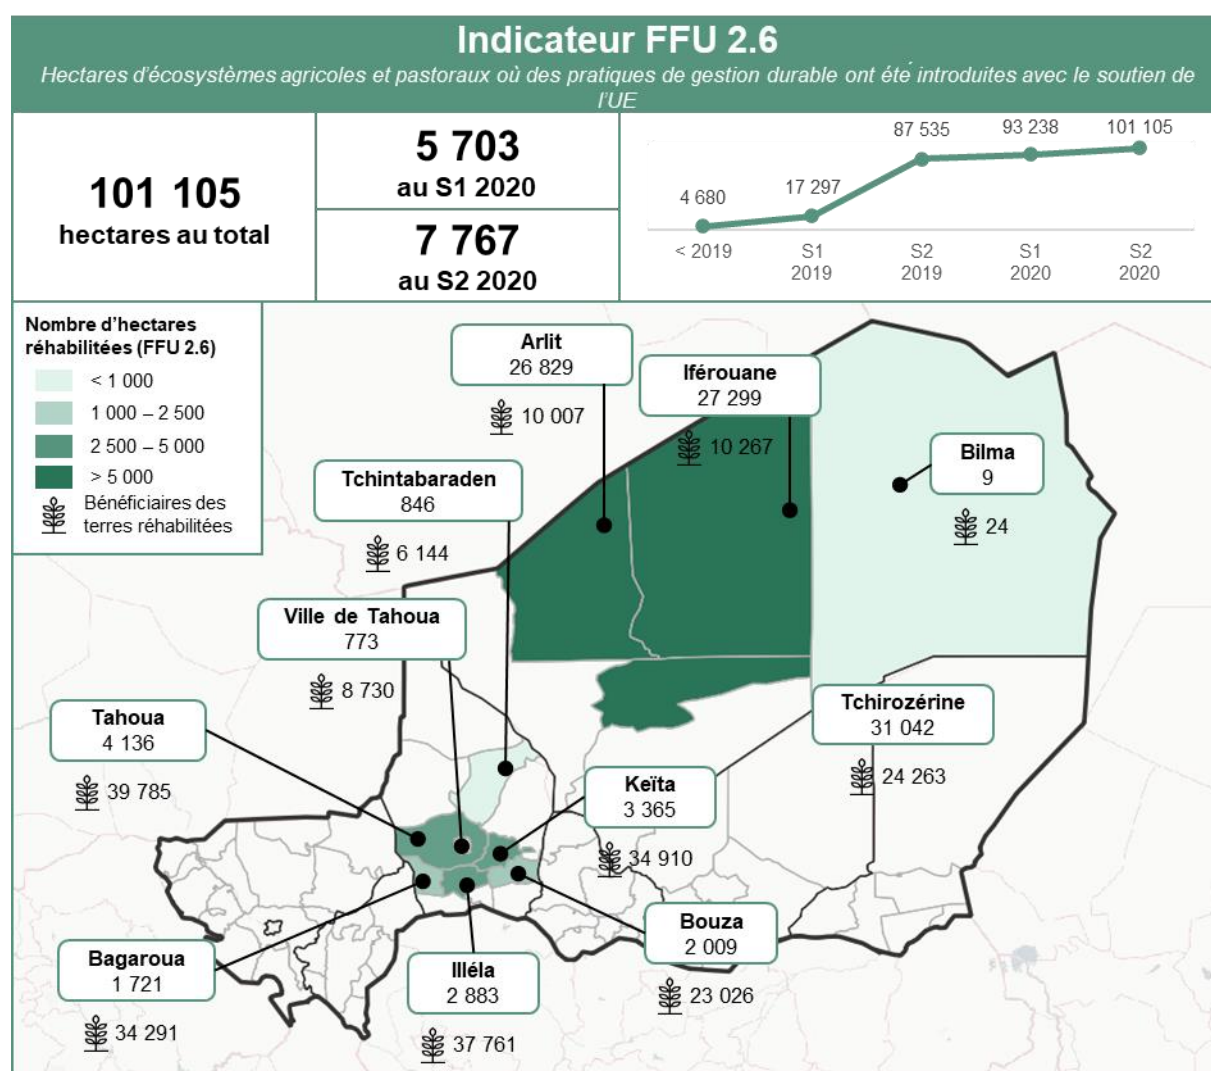 Indicateur FFU 2.6
Hectares d'écosystèmes agricoles et pastoraux où des pratiques de gestion durable ont été introduites avec le soutien de
l'UE
101 105
hectares au total
5 703
au S1 2020
7 767
au S2 2020
4 680
17 297
87 535
93 238
101 105
< 2019
S1
2019
S2
2019
S1
2020
S2
2020
Nombre d'hectares
réhabilitées (FFU 2.6)
< 1 000
1 000 – 2 500
2 500 – 5 000
> 5 000
Bénéficiaires des
terres réhabilitées
Arlit
26 829
10 007
Iférouane
27 299
10 267
Bilma
9
24
Tchintabaraden
846
6 144
Ville de Tahoua
773
8 730
Tahoua
4 136
39 785
Tchirozérine
31 042
24 263
Keïta
3 365
34 910
Bouza
2 009
23 026
Bagaroua
1 721
34 291
Illéla
2 883
37 761